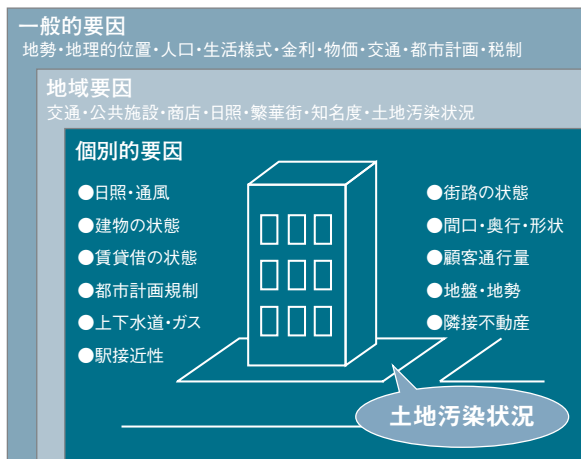 一般的要因
地勢・地理的位置・人口・生活様式・金利・物価・交通・都市計画・税制
地域要因
交通・公共施設・商店・日照・繁華街・知名度・土地汚染状況
個別的要因
●日照・通風
●建物の状態
●賃貸借の状態
●都市計画規制
●上下水道・ガス
●駅接近性
●街路の状態
●間口・奥行・形状
●顧客通行量
●地盤・地勢
●隣接不動産
土地汚染状況